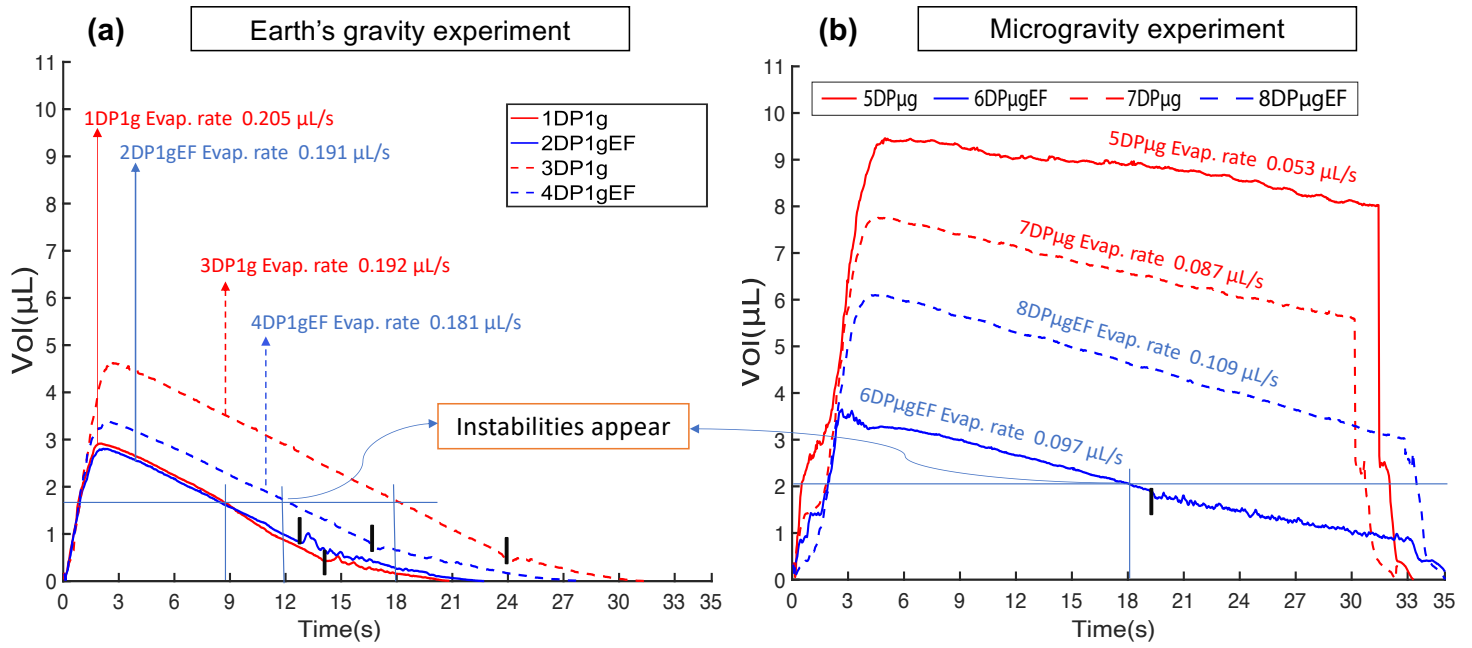 (a)
Earth's gravity experiment
11
10
9
8
7
6
5
4
3
2
1
0
Vol(µL)
1DP1g Evap. rate 0.205 µL/s
2DP1gEF Evap. rate 0.191 µL/s
3DP1g Evap. rate 0.192 µL/s
4DP1gEF Evap. rate 0.181 µL/s
1DP1g
2DP1gEF
3DP1g
4DP1gEF
Instabilities appear
0 3 6 9 12 15 18 21 24 27 30 33 35
Time(s)
(b)
Microgravity experiment
11
10
9
8
7
6
5
4
3
2
1
0
Vol(µL)
5DPµg 6DPµgEF 7DPµg 8DPµgEF
5DPµg Evap. rate 0.053 µL/s
7DPµg Evap. rate 0.087 µL/s
8DPµgEF Evap. rate 0.109 µL/s
6DPµgEF Evap. rate 0.097 µL/s
0 3 6 9 12 15 18 21 24 27 30 33 35
Time(s)